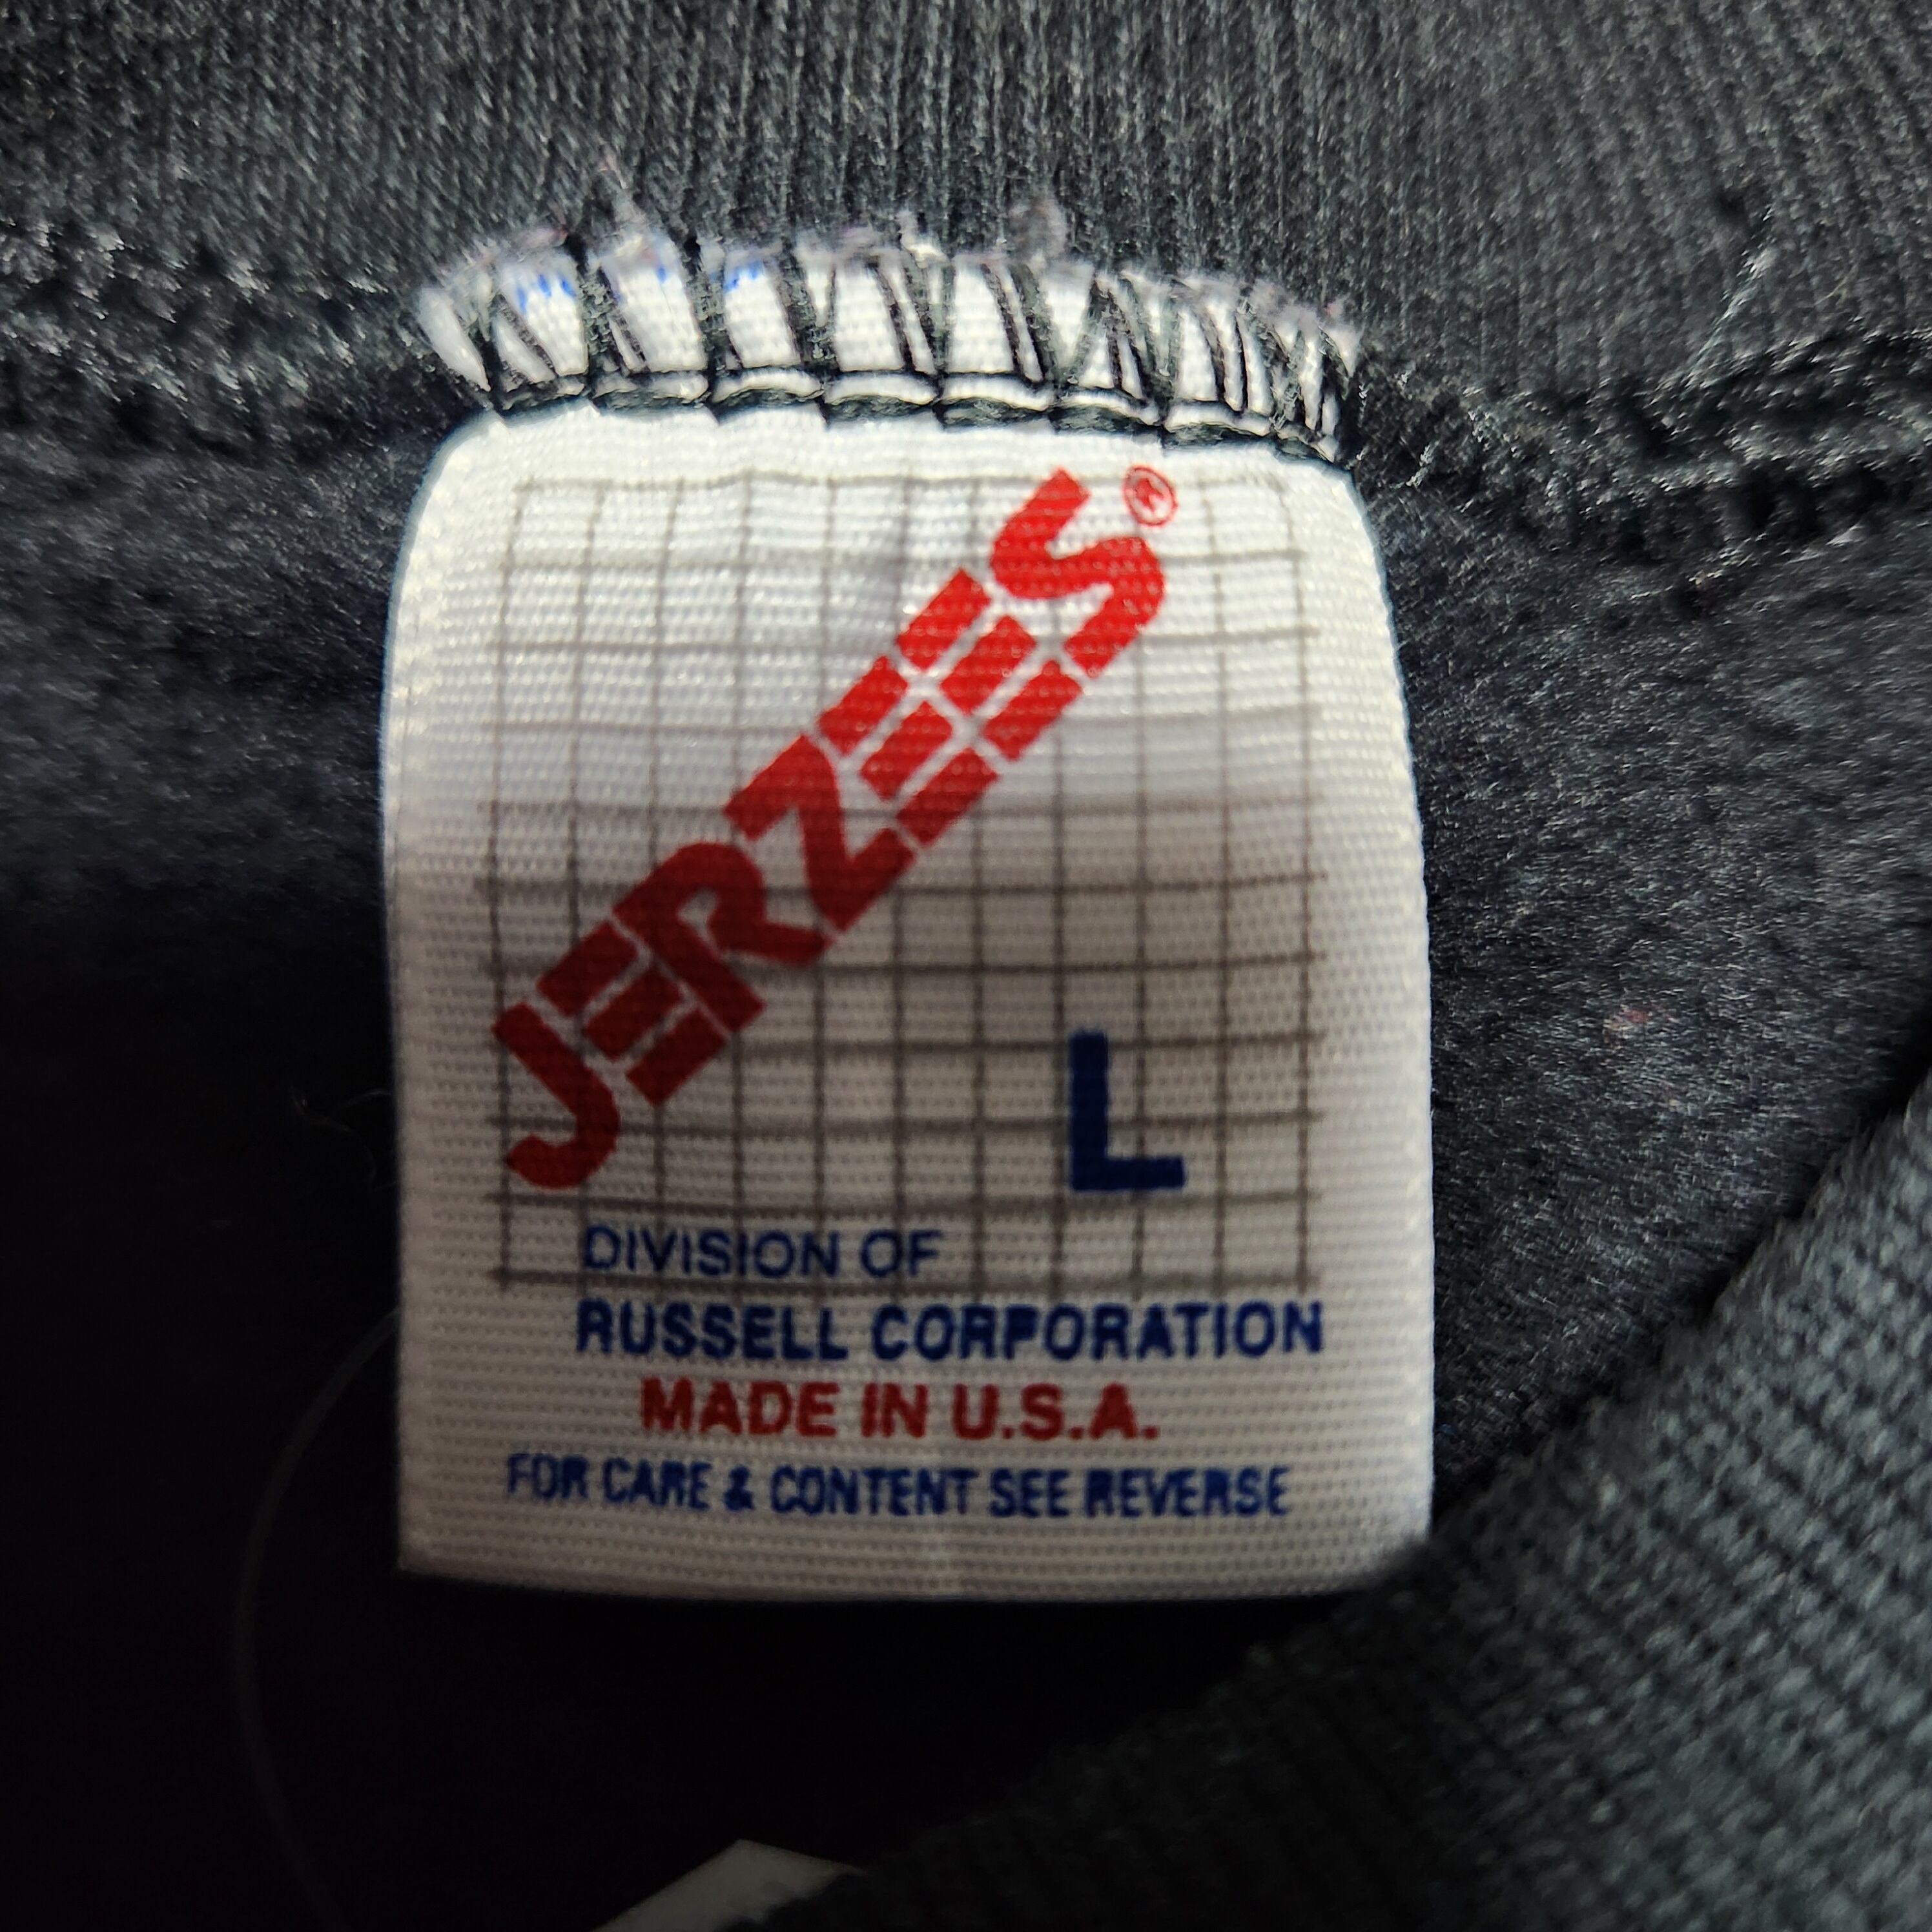 JERZEES®
L
DIVISION OF
RUSSELL CORPORATION
MADE IN U.S.A.
FOR CARE & CONTENT SEE REVERSE